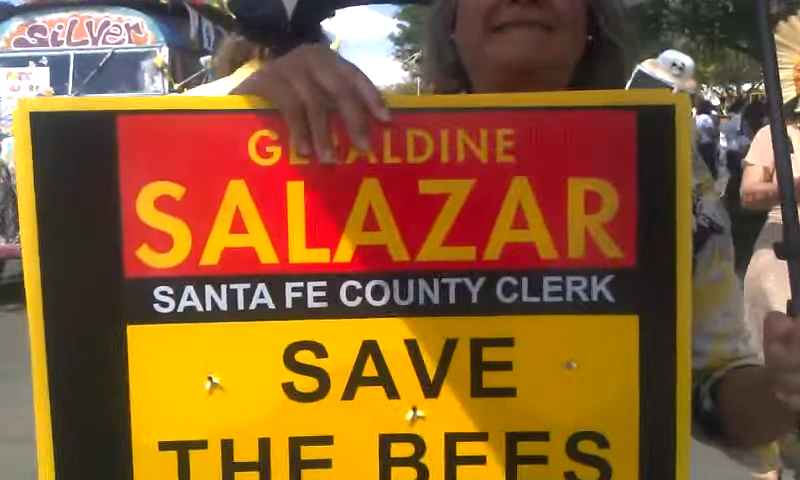 SILVER
GERALDINE
SALAZAR
SANTA FE COUNTY CLERK
SAVE
THE BEES